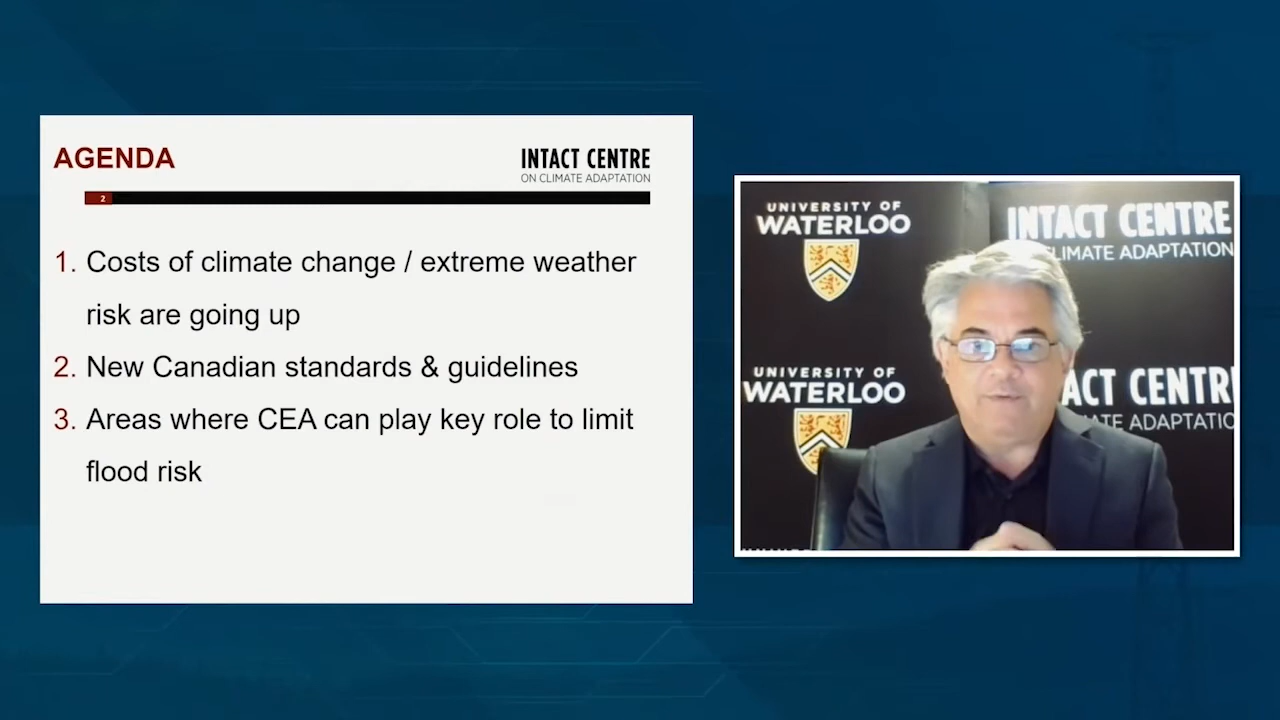 AGENDA
INTACT CENTRE
ON CLIMATE ADAPTATION
2
1. Costs of climate change / extreme weather
risk are going up
2. New Canadian standards & guidelines
3. Areas where CEA can play key role to limit
flood risk
UNIVERSITY OF
WATERLOO
INTACT CENTRE
CLIMATE ADAPTATION
UNIVERSITY OF
WATERLOO
ACT CENTR
ATE ADAPTATIO